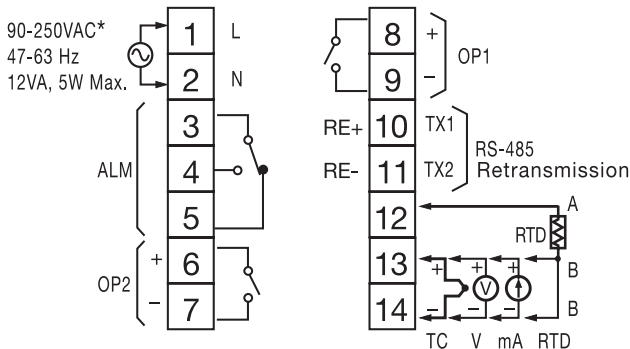 90-250VAC*
47-63 Hz
12VA, 5W Max.
1 L
2 N
ALM
3
4
5
OP2
+ 6
− 7
8 +
9 −
OP1
RE+ 10 TX1
RE- 11 TX2
RS-485
Retransmission
12 A
RTD
13 + + + B
V
14 − − − B
TC V mA RTD